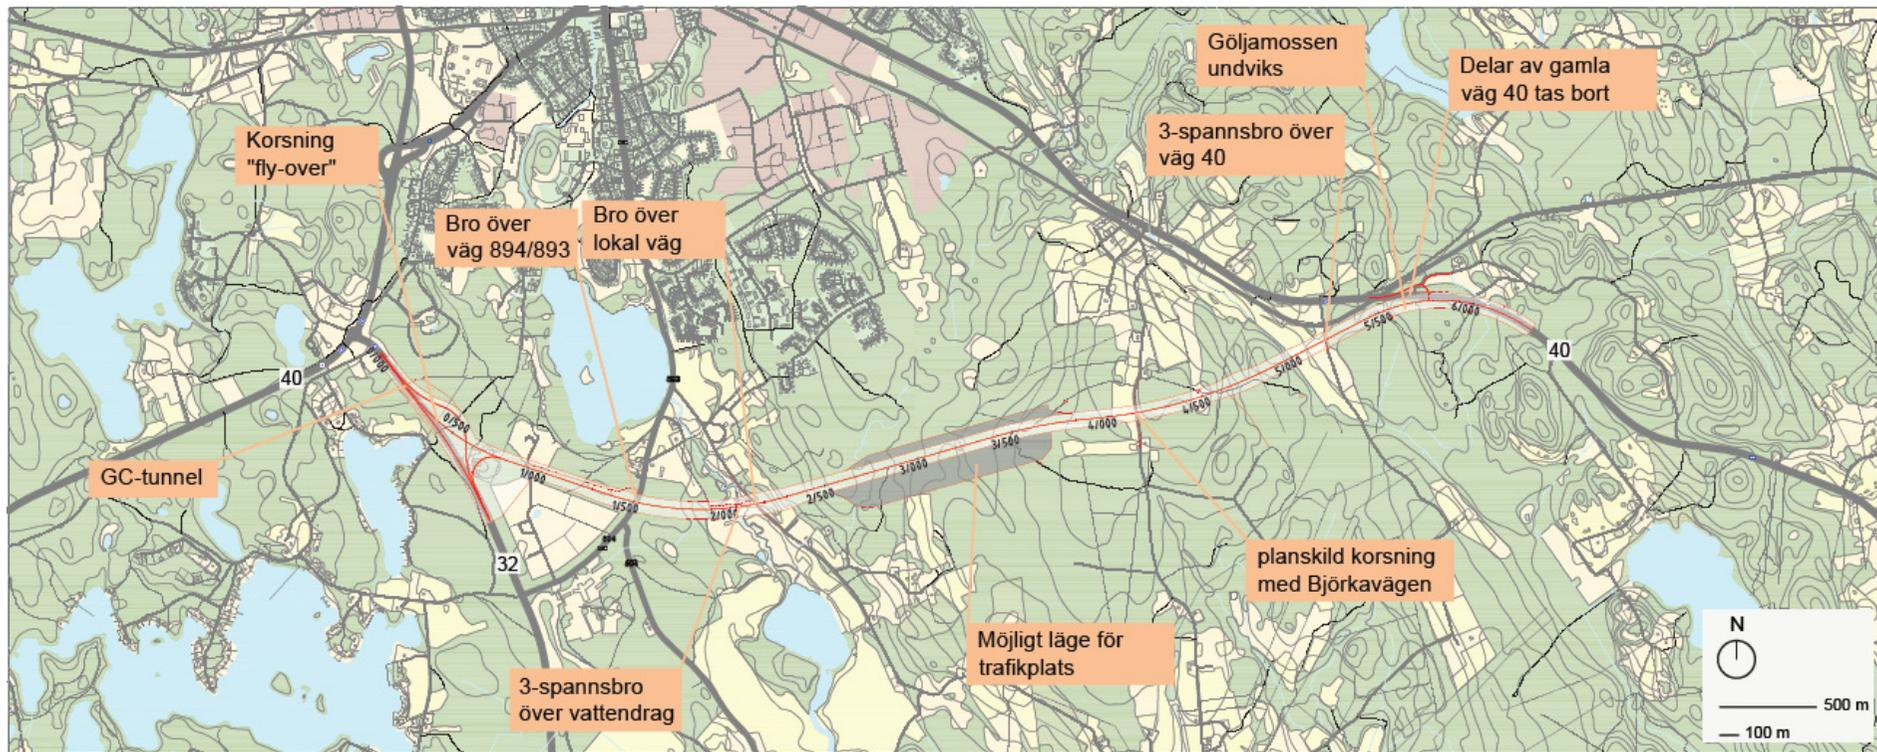 Göljamossen
undviks
Delar av gamla
väg 40 tas bort
3-spannsbro över
väg 40
Korsning
"fly-over"
Bro över
väg 894/893
Bro över
lokal väg
40
GC-tunnel
32
40
0/000
0/500
1/000
1/500
2/000
2/500
3/000
3/500
4/000
4/500
5/000
5/500
6/000
planskild korsning
med Björkavägen
Möjligt läge för
trafikplats
3-spannsbro
över vattendrag
N
500 m
100 m